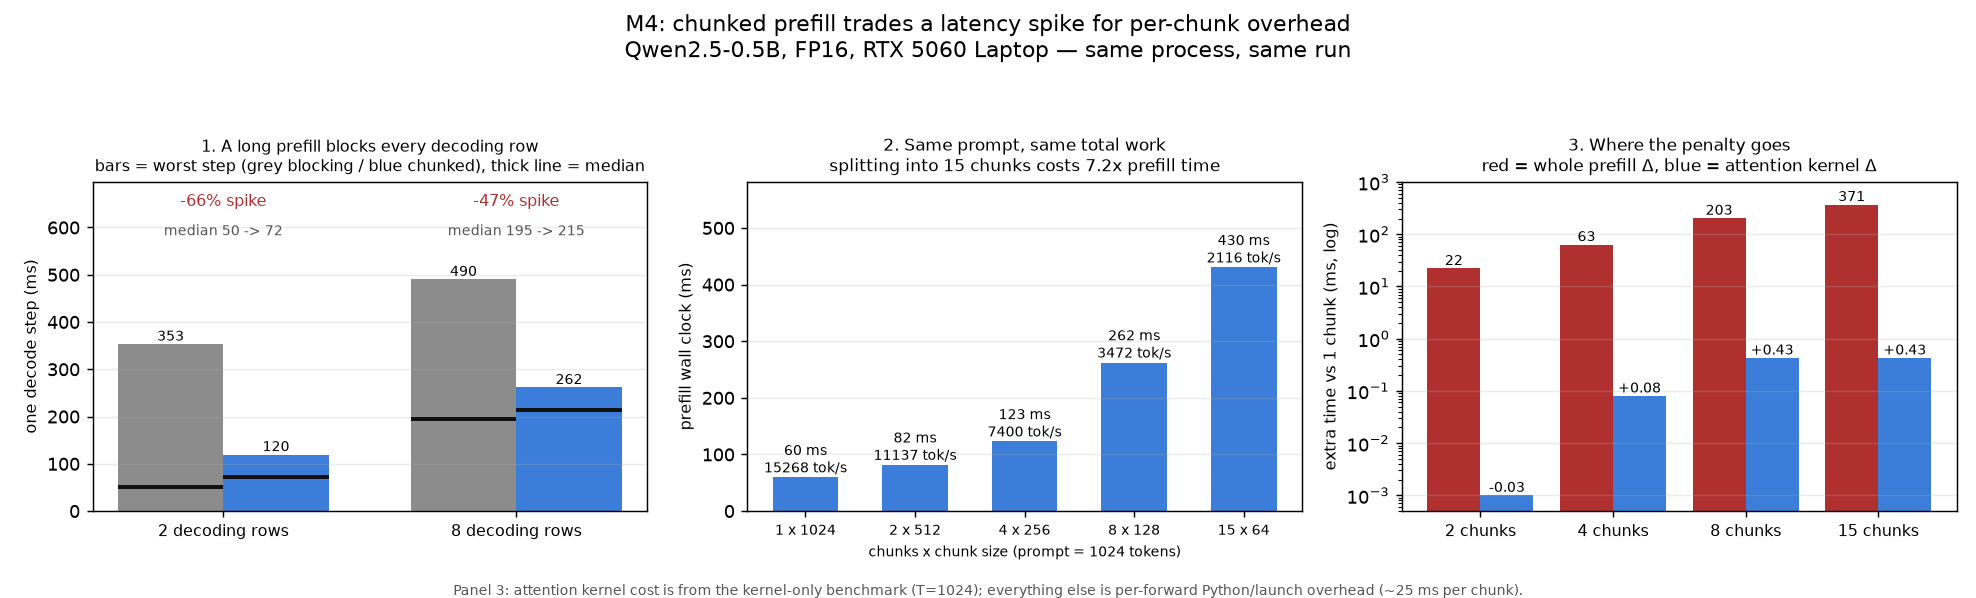 M4: chunked prefill trades a latency spike for per-chunk overhead
Qwen2.5-0.5B, FP16, RTX 5060 Laptop — same process, same run
1. A long prefill blocks every decoding row
bars = worst step (grey blocking / blue chunked), thick line = median
-66% spike
-47% spike
median 50 -> 72
median 195 -> 215
one decode step (ms)
600
500
400
300
200
100
0
353
120
490
262
2 decoding rows
8 decoding rows
2. Same prompt, same total work
splitting into 15 chunks costs 7.2x prefill time
prefill wall clock (ms)
500
400
300
200
100
0
60 ms
15268 tok/s
82 ms
11137 tok/s
123 ms
7400 tok/s
262 ms
3472 tok/s
430 ms
2116 tok/s
1 x 1024
2 x 512
4 x 256
8 x 128
15 x 64
chunks x chunk size (prompt = 1024 tokens)
3. Where the penalty goes
red = whole prefill Δ, blue = attention kernel Δ
extra time vs 1 chunk (ms, log)
10³
10²
10¹
10⁰
10⁻¹
10⁻²
10⁻³
22
-0.03
63
+0.08
203
+0.43
371
+0.43
2 chunks
4 chunks
8 chunks
15 chunks
Panel 3: attention kernel cost is from the kernel-only benchmark (T=1024); everything else is per-forward Python/launch overhead (~25 ms per chunk).